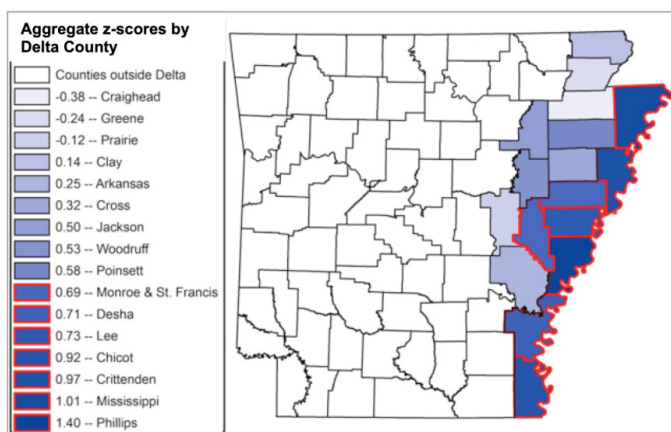 Aggregate z-scores by
Delta County
Counties outside Delta
-0.38 -- Craighead
-0.24 -- Greene
-0.12 -- Prairie
0.14 -- Clay
0.25 -- Arkansas
0.32 -- Cross
0.50 -- Jackson
0.53 -- Woodruff
0.58 -- Poinsett
0.69 -- Monroe & St. Francis
0.71 -- Desha
0.73 -- Lee
0.92 -- Chicot
0.97 -- Crittenden
1.01 -- Mississippi
1.40 -- Phillips